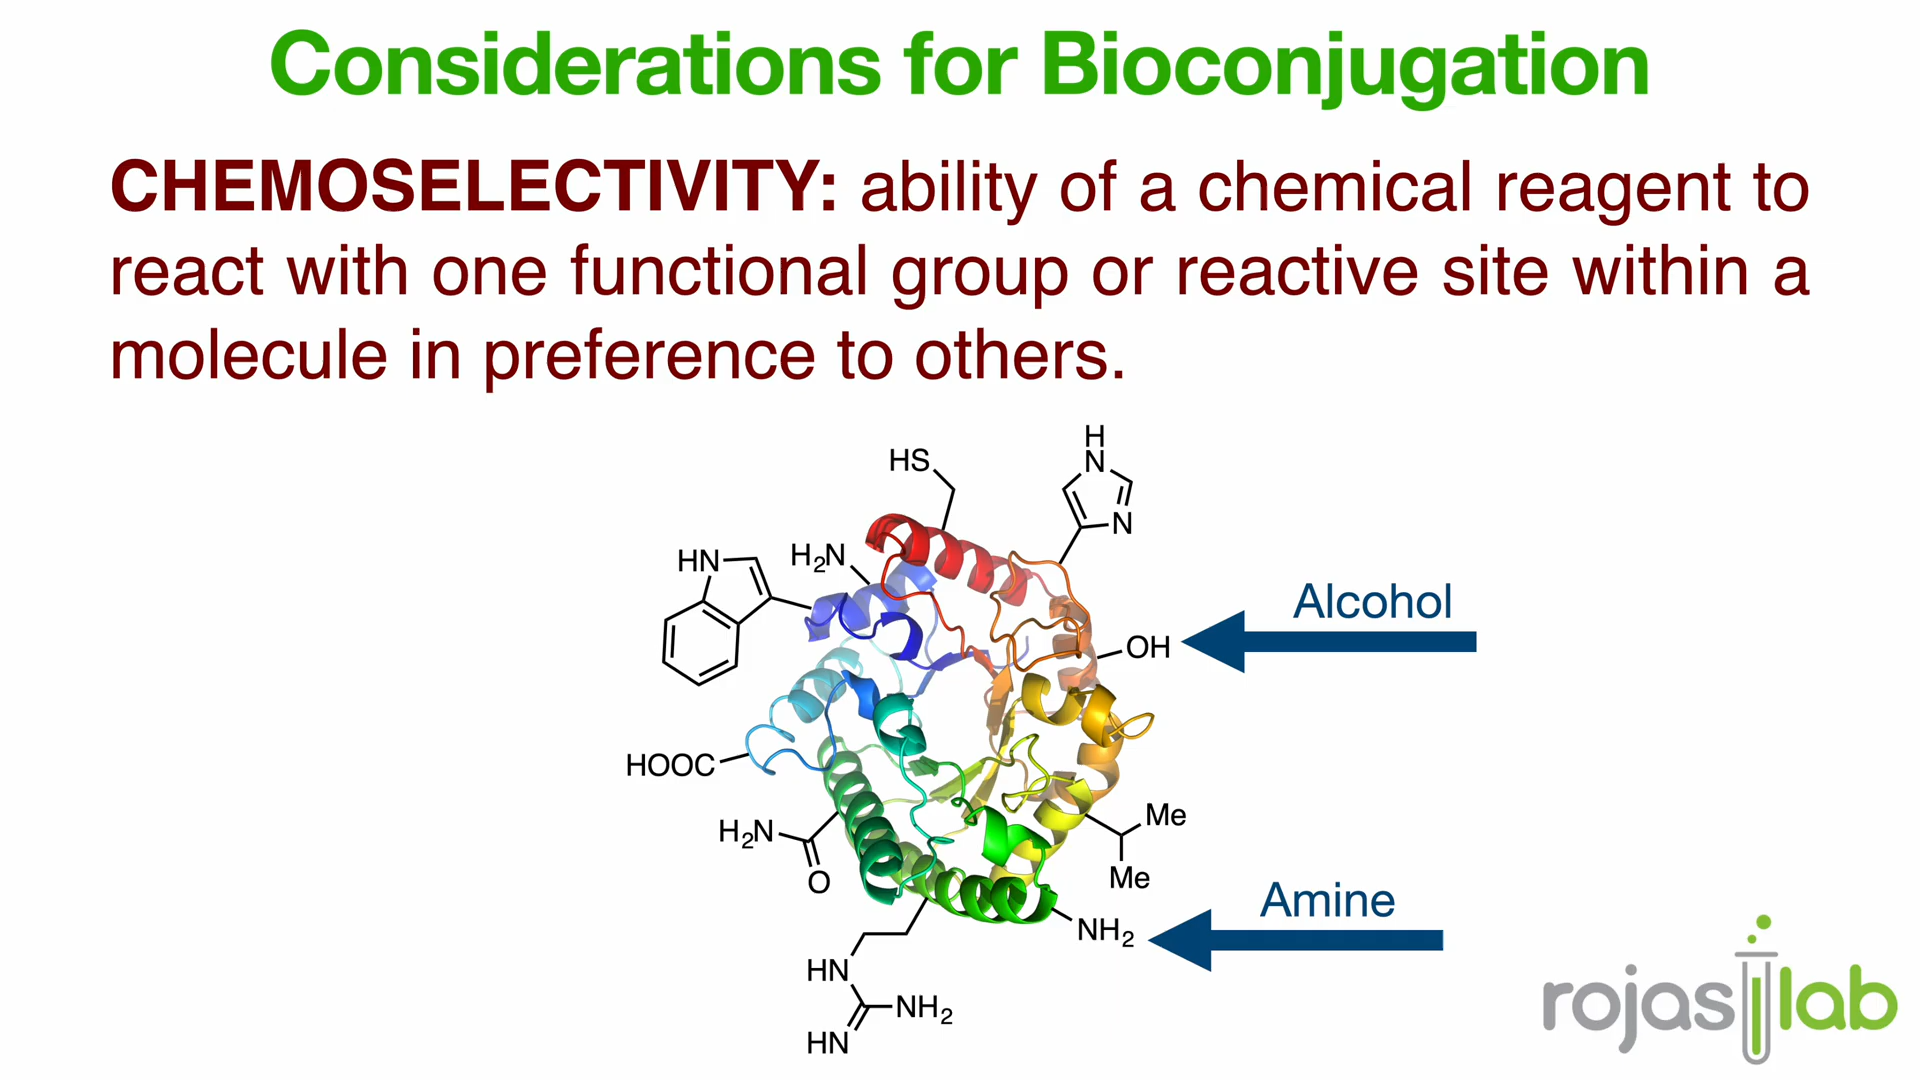 Considerations for Bioconjugation
CHEMOSELECTIVITY: ability of a chemical reagent to
react with one functional group or reactive site within a
molecule in preference to others.
H
N
N
HS
H₂N
HN
Alcohol
OH
HOOC
H₂N
O
Me
Me
Amine
NH₂
HN
NH₂
HN
rojas lab